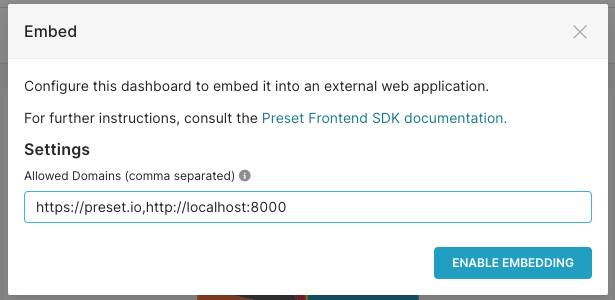 Embed
Configure this dashboard to embed it into an external web application.
For further instructions, consult the Preset Frontend SDK documentation.
Settings
Allowed Domains (comma separated)
https://preset.io,http://localhost:8000
ENABLE EMBEDDING